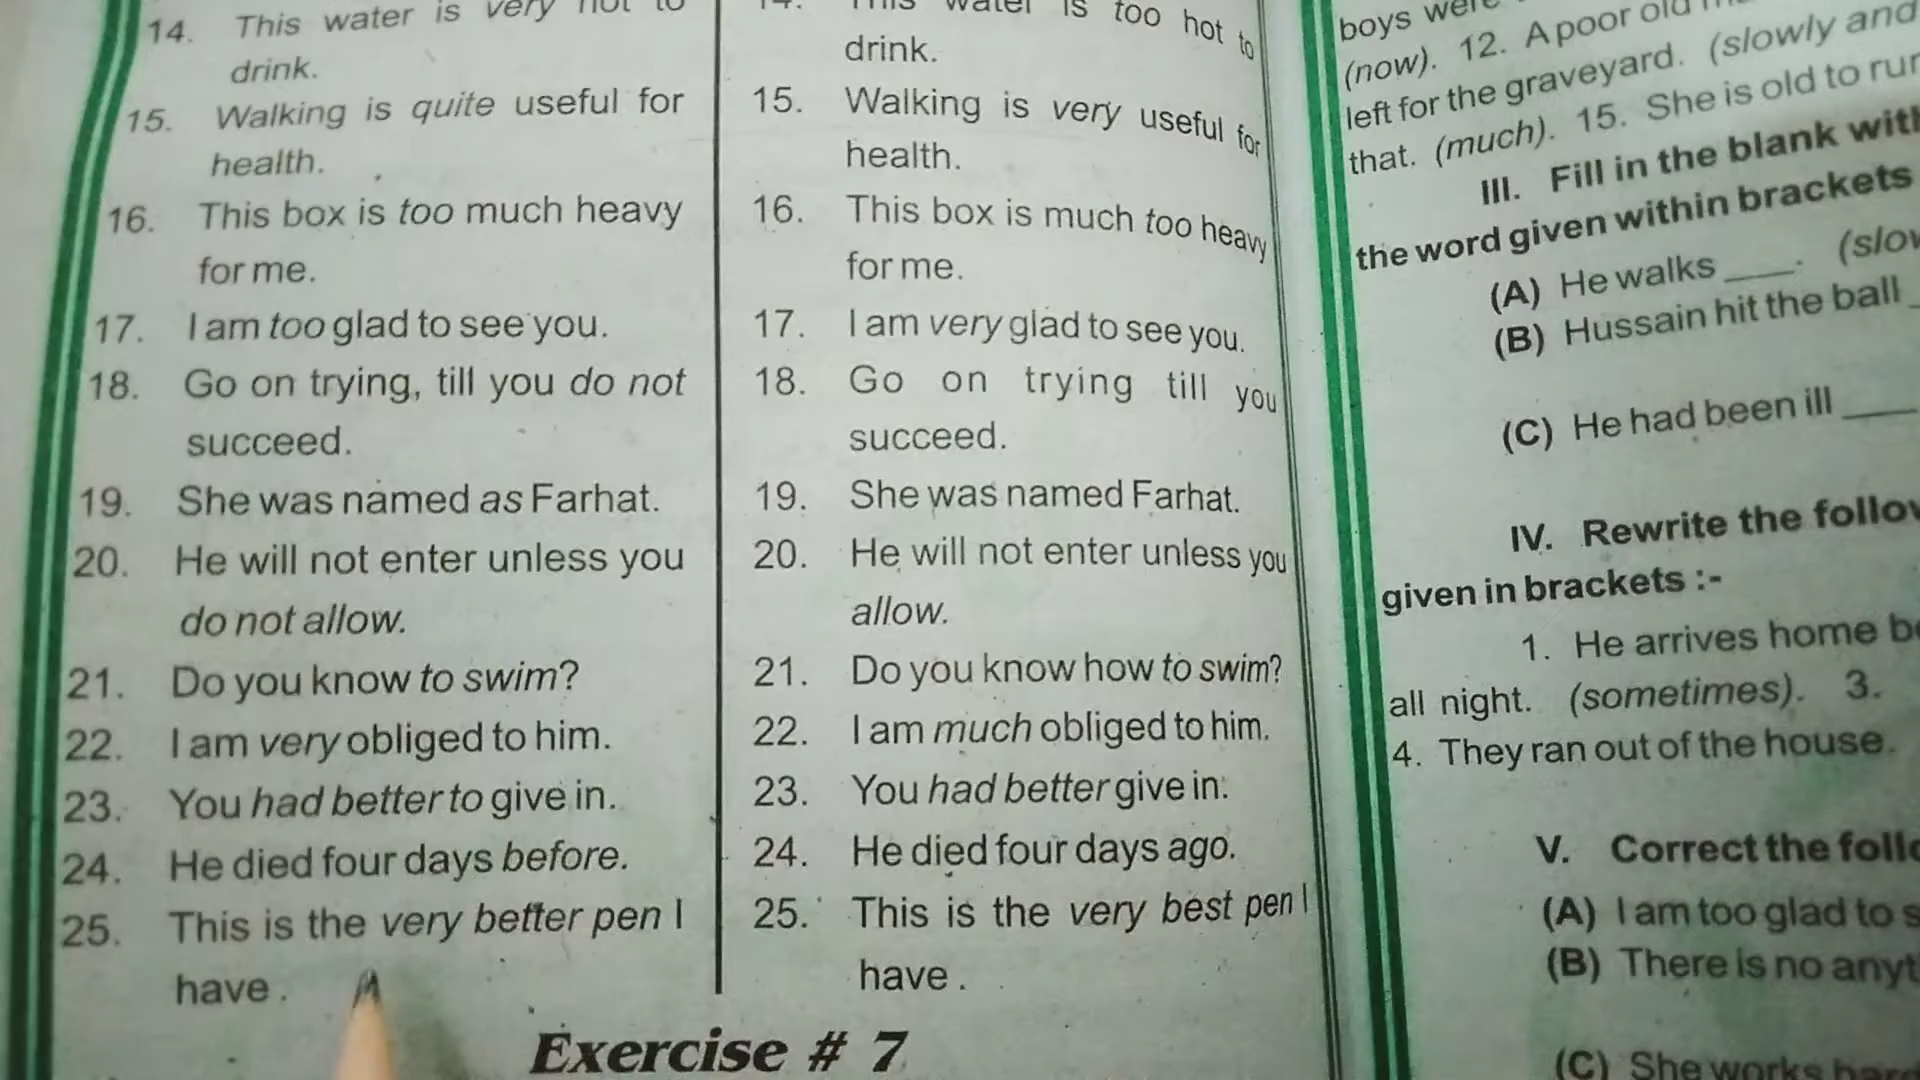 14. This water is very hot to
drink.
15. Walking is quite useful for
health.
16. This box is too much heavy
for me.
17. I am too glad to see you.
18. Go on trying, till you do not
succeed.
19. She was named as Farhat.
20. He will not enter unless you
do not allow.
21. Do you know to swim?
22. I am very obliged to him.
23. You had better to give in.
24. He died four days before.
25. This is the very better pen I
have.
14. This water is too hot to
drink.
15. Walking is very useful for
health.
16. This box is much too heavy
for me.
17. I am very glad to see you.
18. Go on trying till you
succeed.
19. She was named Farhat.
20. He will not enter unless you
allow.
21. Do you know how to swim?
22. I am much obliged to him.
23. You had better give in.
24. He died four days ago.
25. This is the very best pen I
have.
Exercise # 7
boys were
(now). 12. A poor old
left for the graveyard. (slowly and
that. (much). 15. She is old to run
III. Fill in the blank with
the word given within brackets
(A) He walks ____. (slow
(B) Hussain hit the ball
(C) He had been ill ____
IV. Rewrite the follow
given in brackets :-
1. He arrives home be
all night. (sometimes). 3.
4. They ran out of the house.
V. Correct the follo
(A) I am too glad to s
(B) There is no anyt
(C) She works hard